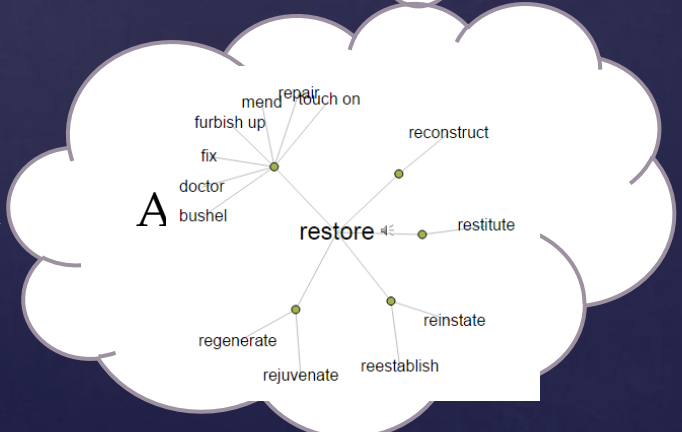 repair
mend
touch on
furbish up
reconstruct
fix
doctor
A
bushel
restore
restitute
reinstate
regenerate
reestablish
rejuvenate